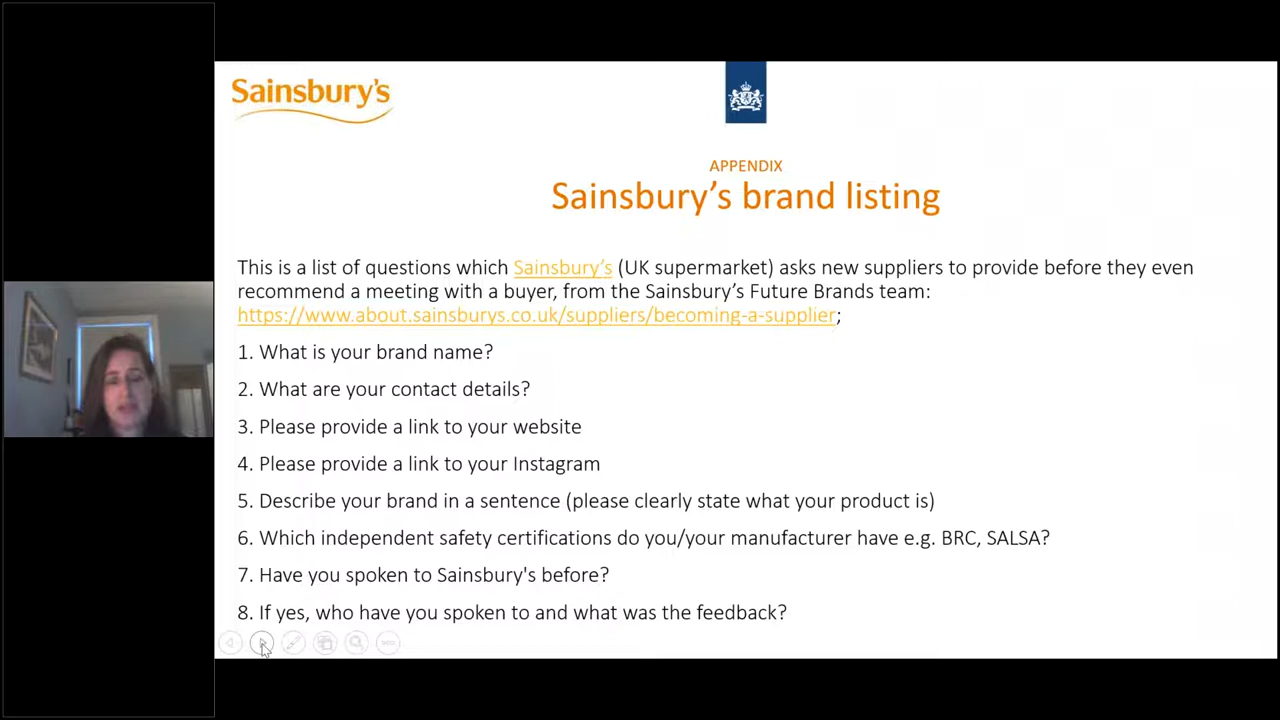 Sainsbury's
APPENDIX
Sainsbury's brand listing
This is a list of questions which Sainsbury's (UK supermarket) asks new suppliers to provide before they even
recommend a meeting with a buyer, from the Sainsbury's Future Brands team:
https://www.about.sainsburys.co.uk/suppliers/becoming-a-supplier;
1. What is your brand name?
2. What are your contact details?
3. Please provide a link to your website
4. Please provide a link to your Instagram
5. Describe your brand in a sentence (please clearly state what your product is)
6. Which independent safety certifications do you/your manufacturer have e.g. BRC, SALSA?
7. Have you spoken to Sainsbury's before?
8. If yes, who have you spoken to and what was the feedback?